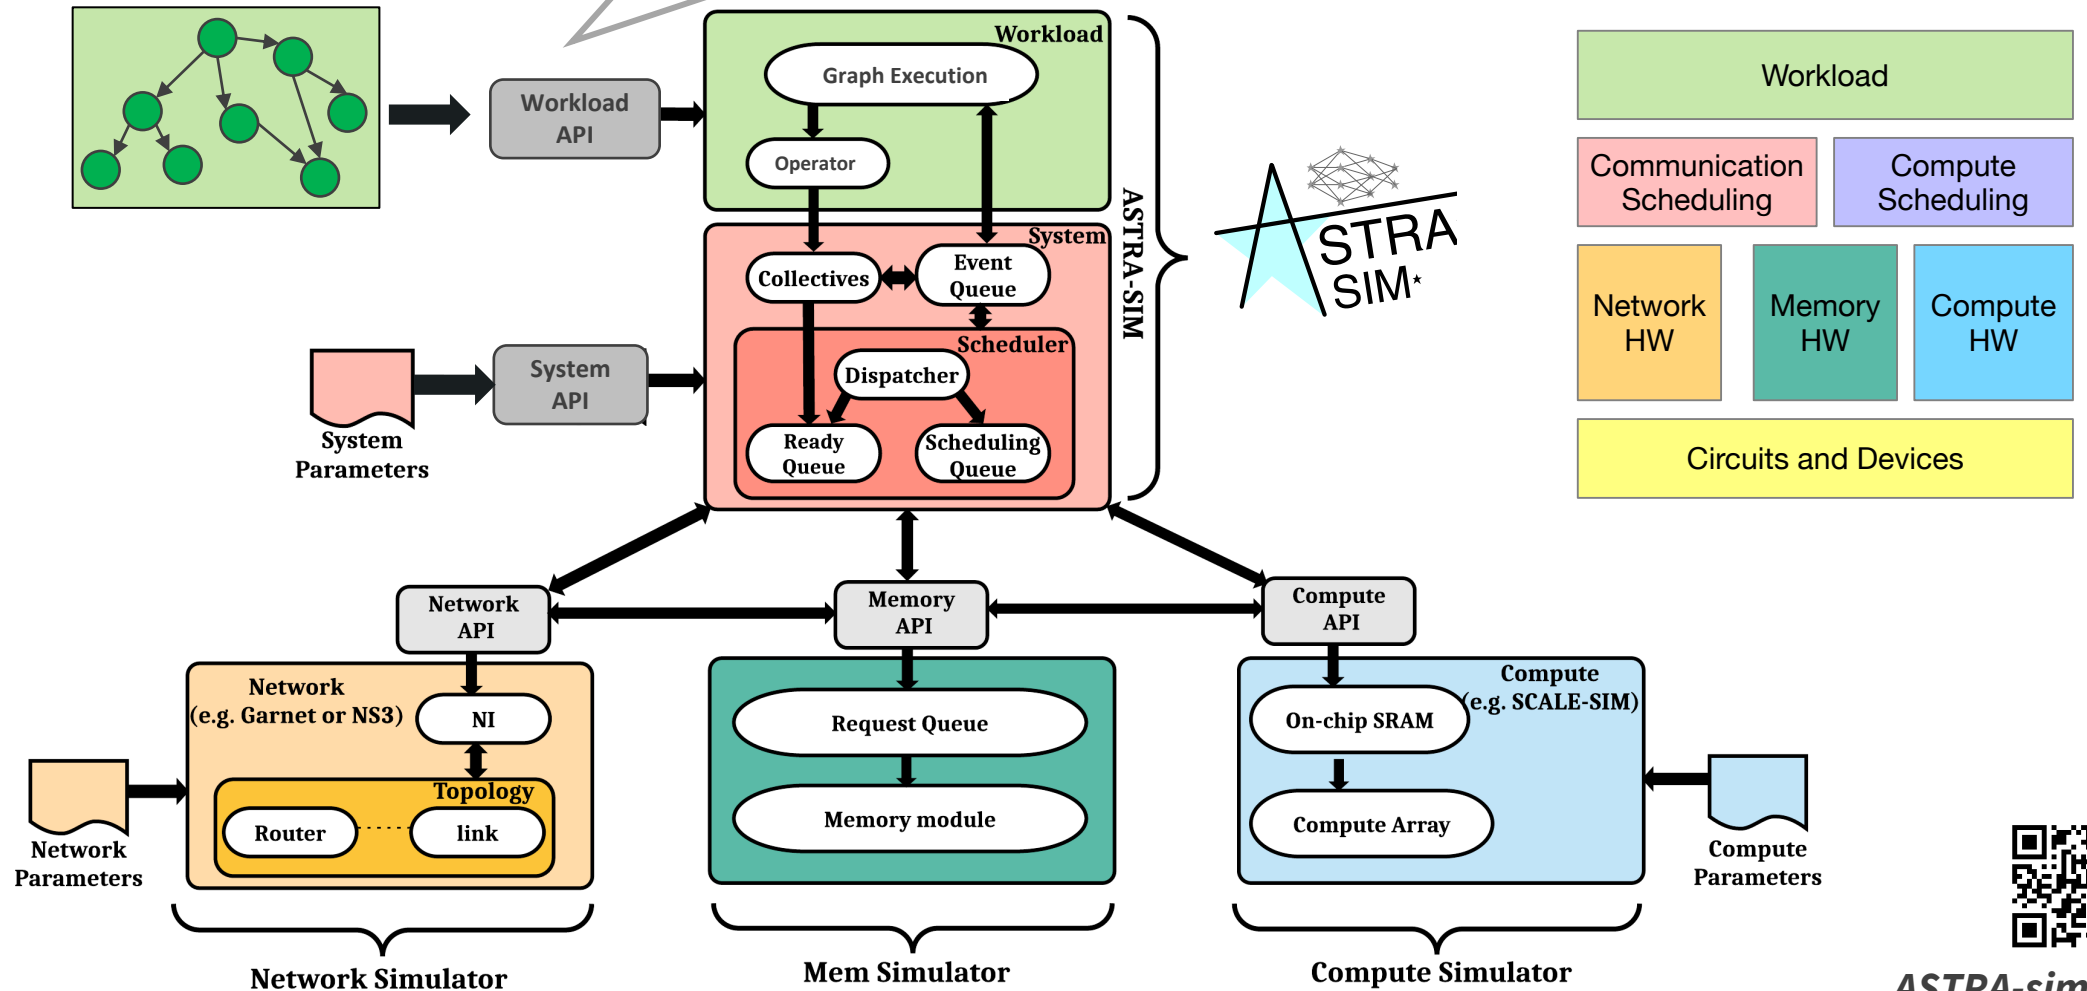 Workload
Graph Execution
Workload
API
Operator
System
Collectives
Event
Queue
Scheduler
Dispatcher
Ready
Queue
Scheduling
Queue
System
API
System
Parameters
ASTRA-SIM
ASTRA
SIM
Workload
Communication
Scheduling
Compute
Scheduling
Network
HW
Memory
HW
Compute
HW
Circuits and Devices
Network
API
Memory
API
Compute
API
Network
(e.g. Garnet or NS3)
NI
Topology
Router
link
Network
Parameters
Request Queue
Memory module
Compute
(e.g. SCALE-SIM)
On-chip SRAM
Compute Array
Compute
Parameters
Network Simulator
Mem Simulator
Compute Simulator
ASTRA-sim